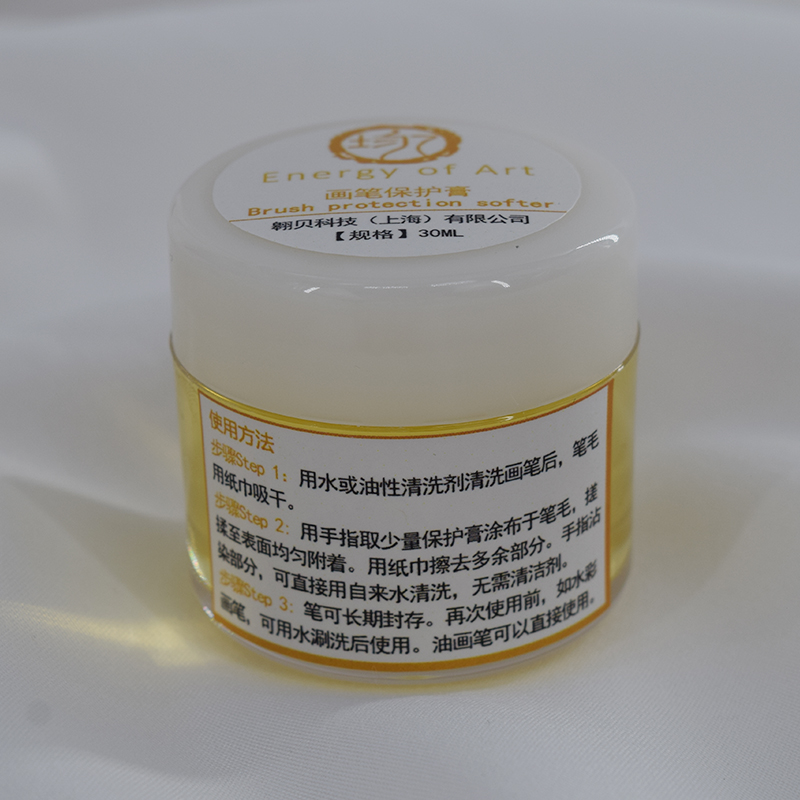 Energy of Art
画笔保护膏
Brush protection softer
翱贝科技（上海）有限公司
【规格】30ML
使用方法
步骤Step 1：用水或油性清洗剂清洗画笔后，笔毛
用纸巾吸干。
步骤Step 2：用手指取少量保护膏涂布于笔毛，搓
揉至表面均匀附着。用纸巾擦去多余部分。手指沾
染部分，可直接用自来水清洗，无需清洁剂。
步骤Step 3：笔可长期封存。再次使用前，如水彩
画笔，可用水涮洗后使用。油画笔可以直接使用。